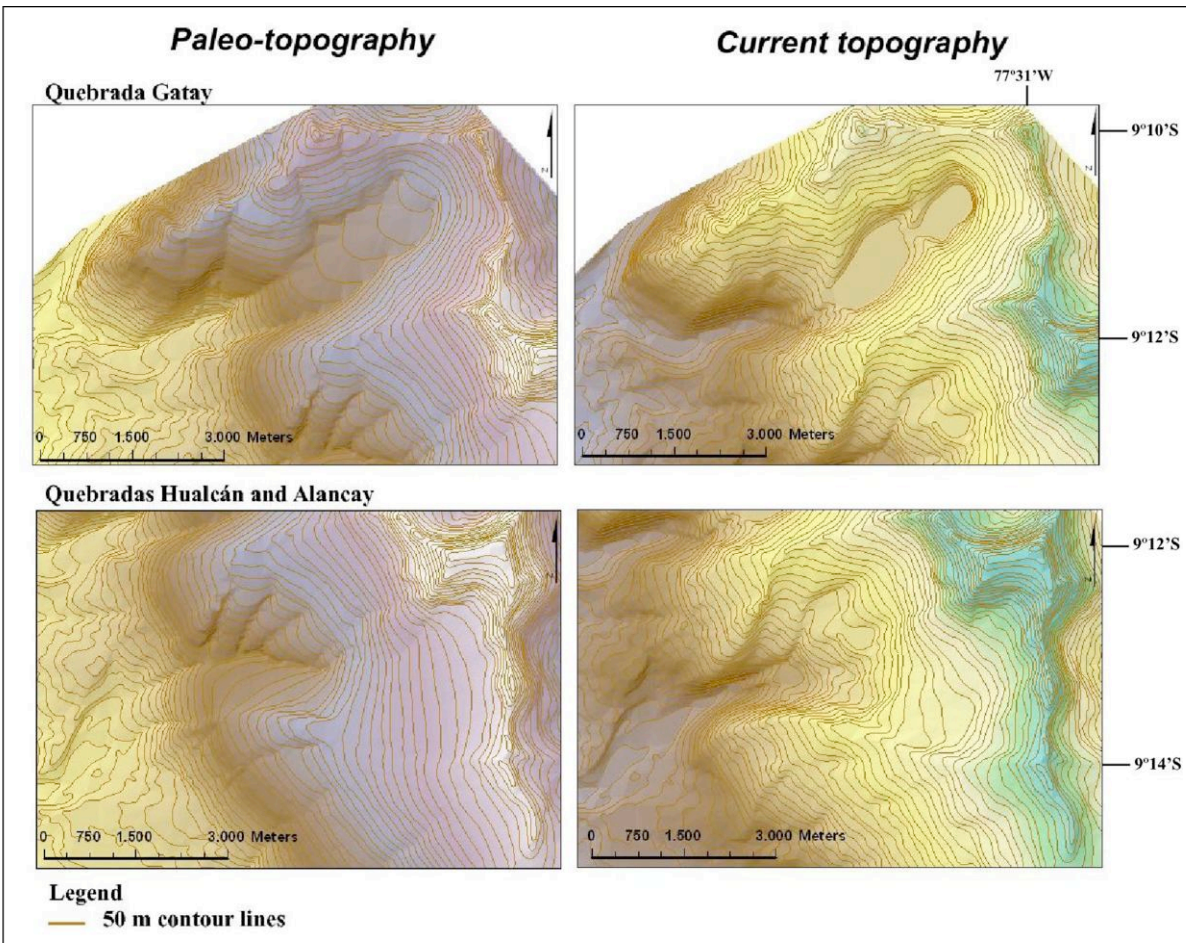 Paleo-topography
Current topography
77°31'W
Quebrada Gatay
N
N
9°10'S
9°12'S
0 750 1.500 3.000 Meters
0 750 1.500 3.000 Meters
Quebradas Hualcán and Alancay
N
N
9°12'S
9°14'S
0 750 1.500 3.000 Meters
0 750 1.500 3.000 Meters
Legend
50 m contour lines